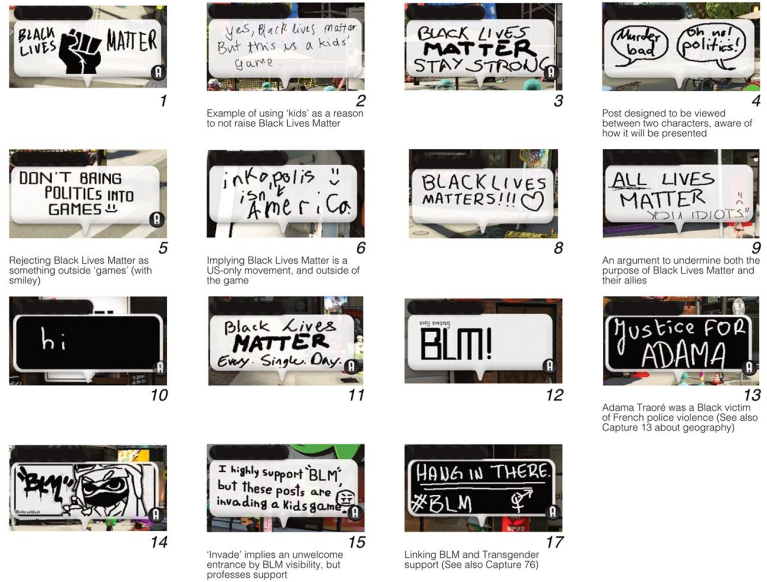 BLACK LIVES MATTER
1
yes, Black lives matter
But this is a kids'
game.
2
Example of using 'kids' as a reason
to not raise Black Lives Matter
BLACK LIVES
MATTER
STAY STRONG
3
Murder
bad
oh no!
politics!
4
Post designed to be viewed
between two characters, aware of
how it will be presented
DON'T BRING
POLITICS INTO
GAMES
5
Rejecting Black Lives Matter as
something outside 'games' (with
smiley)
inkopolis
isn't
AmericA.
6
Implying Black Lives Matter is a
US-only movement, and outside of
the game
BLACK LIVES
MATTERS!!!
8
ALL LIVES
MATTER
YOU IDIOTS"
9
An argument to undermine both the
purpose of Black Lives Matter and
their allies
hi
10
Black Lives
MATTER
Every. Single. Day.
11
stay strong
BLM!
12
Justice FOR
ADAMA
13
Adama Traoré was a Black victim
of French police violence (See also
Capture 13 about geography)
"BLM"
14
I highly support "BLM",
but these posts are
invading a Kids game
15
'Invade' implies an unwelcome
entrance by BLM visibility, but
professes support
HANG IN THERE.
#BLM
17
Linking BLM and Transgender
support (See also Capture 76)